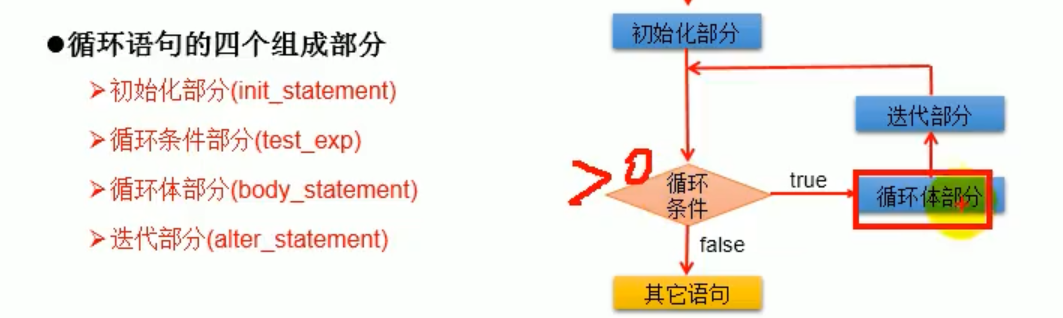 ●循环语句的四个组成部分
➤初始化部分(init_statement)
➤循环条件部分(test_exp)
➤循环体部分(body_statement)
➤迭代部分(alter_statement)
初始化部分
迭代部分
>0
循环
条件
true
循环体部分
false
其它语句